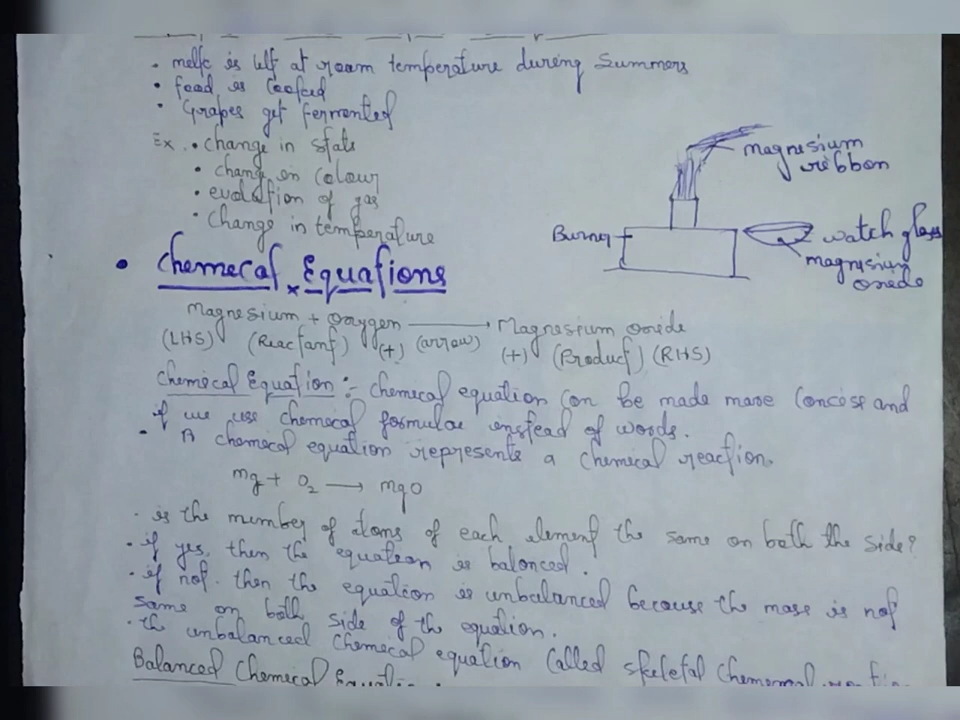 • milk is left at room temperature during Summers
• food is Cooked
• Grapes get fermented
Ex. • change in state
• change in Colour
• evolution of gas
• change in temperature
magnesium ribbon
Burner
watch glass
magnesium oxide
• Chemical Equations
Magnesium + Oxygen ⟶ Magnesium oxide
(LHS) (Reactant) (+) (arrow) (+) (Product) (RHS)
Chemical Equation :- Chemical equation Can be made more Concise and
if we use Chemical formulae instead of words.
• A chemical equation represents a chemical reaction.
Mg + O₂ ⟶ MgO
• is the number of atoms of each element the same on both the side?
• if yes, then the equation is balanced.
• if not. then the equation is unbalanced because the mass is not
same on both side of the equation.
• the unbalanced Chemical equation Called skeletal
Balanced Chemical